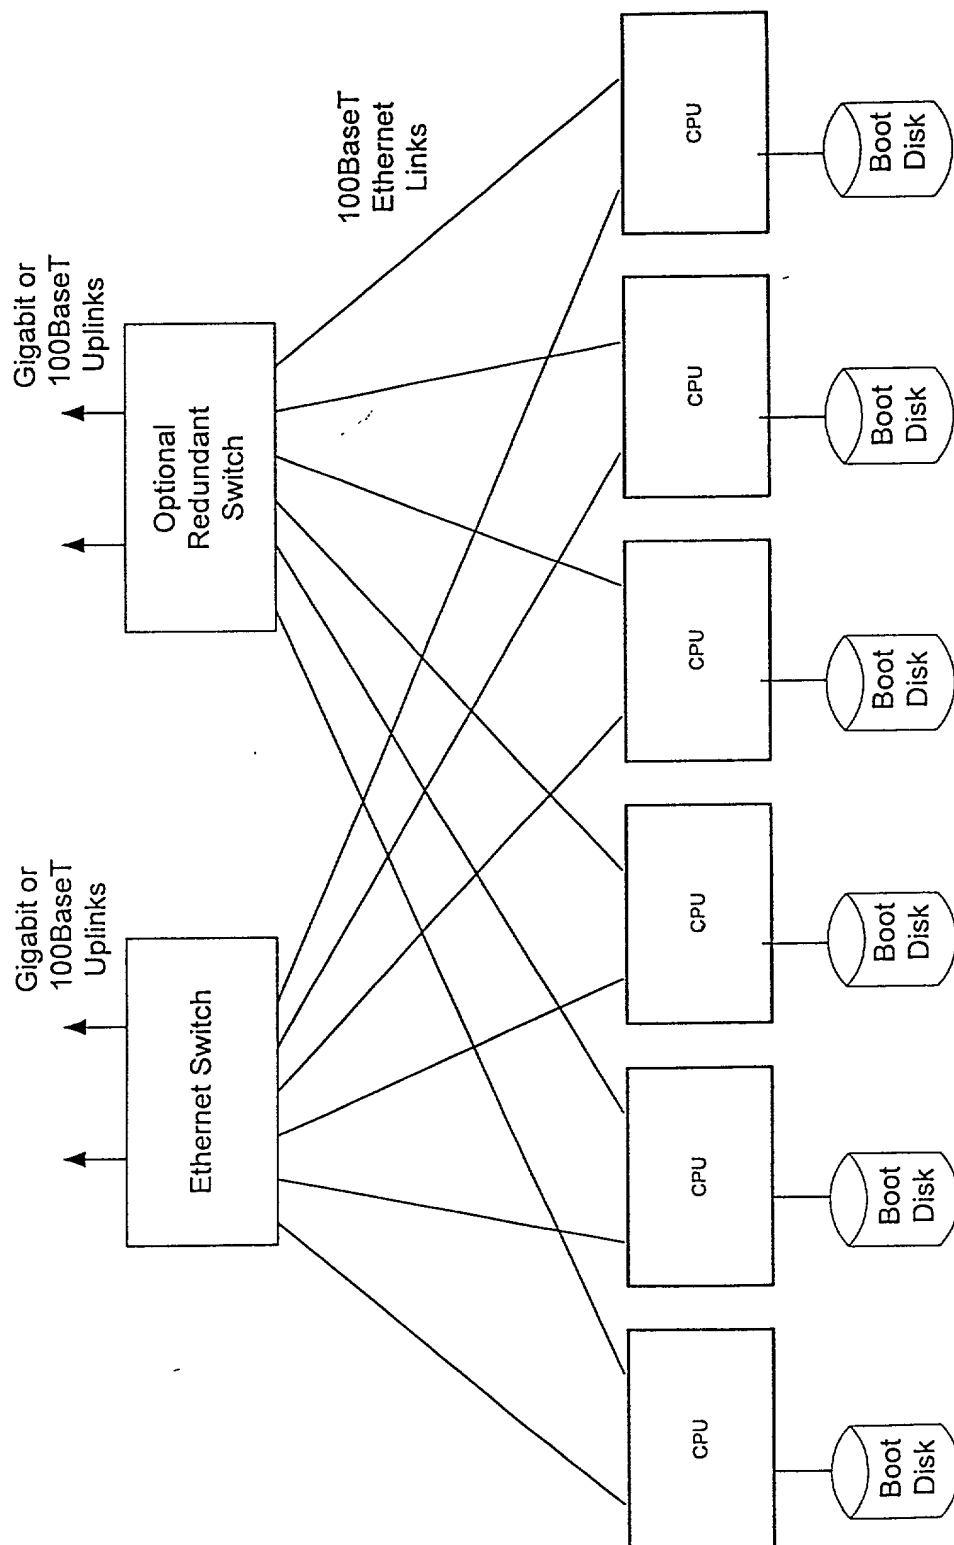 Gigabit or
100BaseT
Uplinks
Gigabit or
100BaseT
Uplinks
Ethernet Switch
Optional
Redundant
Switch
100BaseT
Ethernet
Links
CPU
CPU
CPU
CPU
CPU
CPU
Boot
Disk
Boot
Disk
Boot
Disk
Boot
Disk
Boot
Disk
Boot
Disk